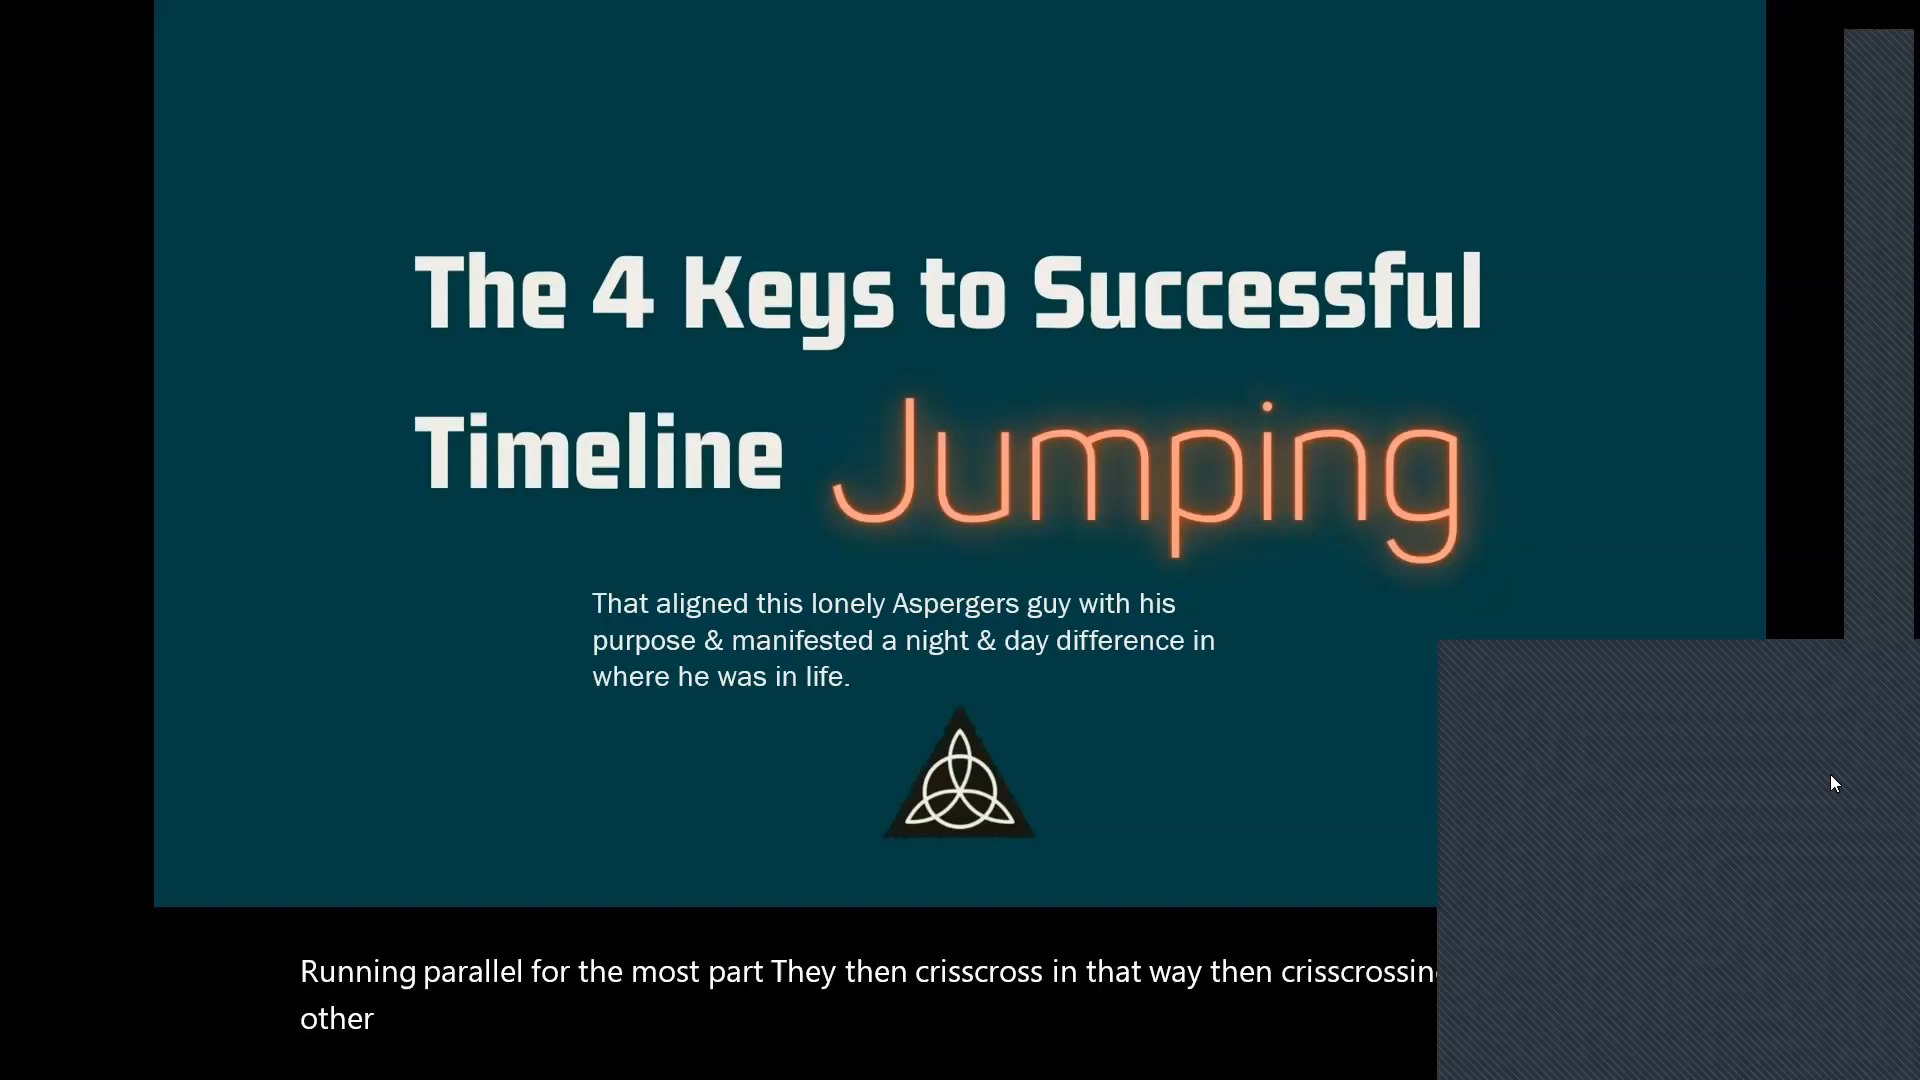 The 4 Keys to Successful
Timeline Jumping
That aligned this lonely Aspergers guy with his
purpose & manifested a night & day difference in
where he was in life.
Running parallel for the most part They then crisscross in that way then
other